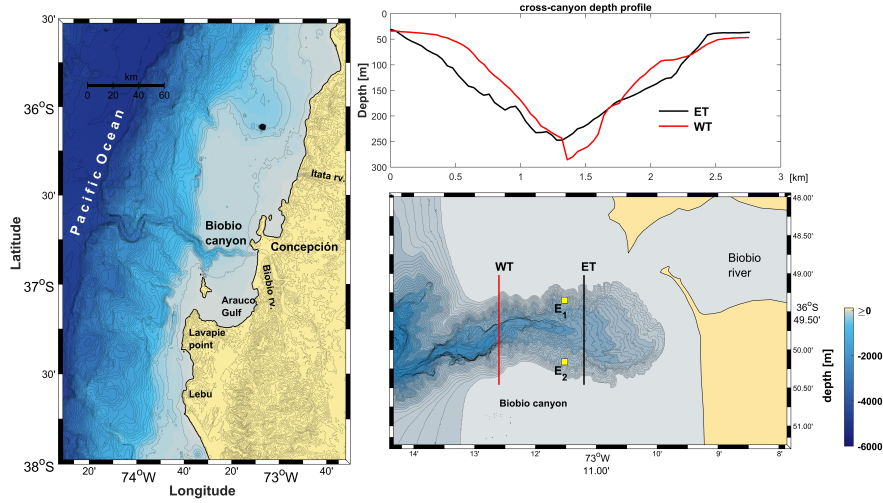 30'
36°S
30'
37°S
30'
38°S
20'
74°W
40'
20'
73°W
40'
Latitude
Longitude
km
0 20 40 60
Pacific Ocean
Itata rv.
Biobio
canyon
Concepción
Biobio rv.
Arauco
Gulf
Lavapie
point
Lebu
cross-canyon depth profile
Depth [m]
0
50
100
150
200
250
300
0 0.5 1 1.5 2 2.5 3
[km]
ET
WT
WT
ET
E1
E2
Biobio
river
Biobio canyon
48.00'
48.50'
49.00'
36°S
49.50'
50.00'
50.50'
51.00'
14' 13' 12' 73°W 10' 9' 8'
11.00'
depth [m]
≥0
-2000
-4000
-6000